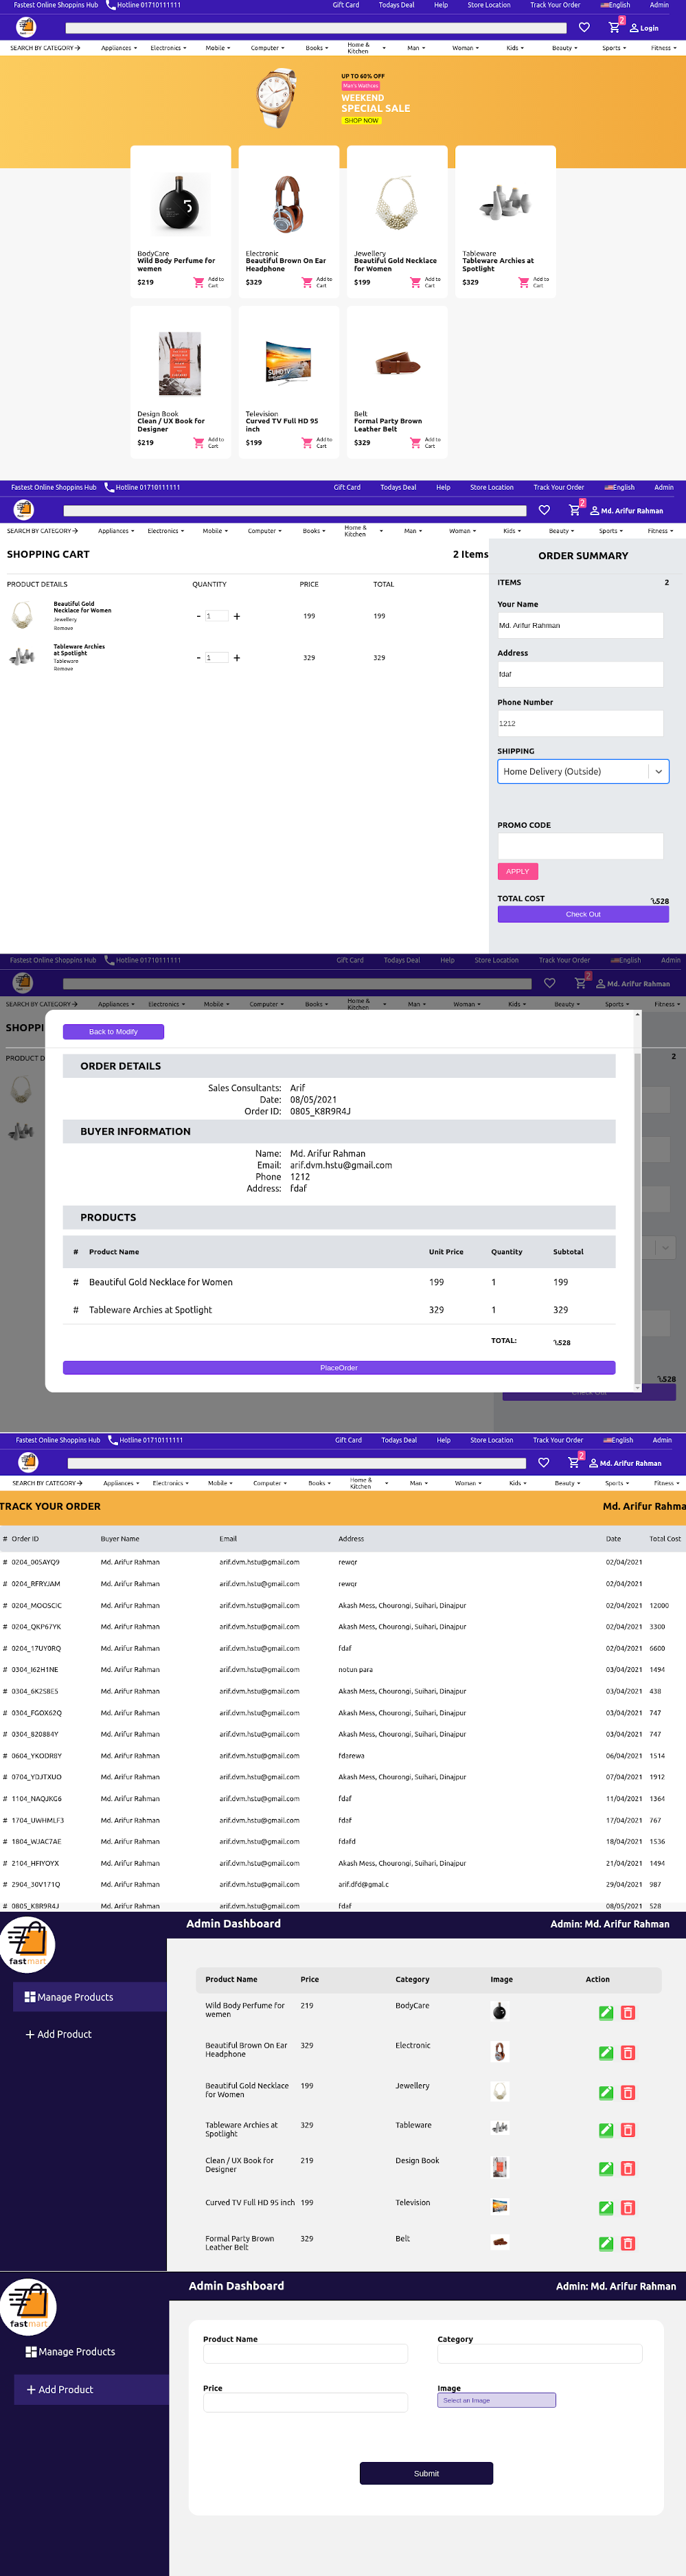 Fastest Online Shoppins Hub Hotline 01710111111 Gift Card Todays Deal Help Store Location Track Your Order English Admin
2 Login
SEARCH BY CATEGORY Appliances Electronics Mobile Computer Books Home & Kitchen Man Woman Kids Beauty Sports Fitness
UP TO 60% OFF
Man's Wathces
WEEKEND
SPECIAL SALE
SHOP NOW
BodyCare
Wild Body Perfume for women
$219 Add to Cart
Electronic
Beautiful Brown On Ear Headphone
$329 Add to Cart
Jewellery
Beautiful Gold Necklace for Women
$199 Add to Cart
Tableware
Tableware Archies at Spotlight
$329 Add to Cart
Design Book
Clean / UX Book for Designer
$219 Add to Cart
SUHDTV
Television
Curved TV Full HD 95 inch
$199 Add to Cart
Belt
Formal Party Brown Leather Belt
$329 Add to Cart
Fastest Online Shoppins Hub Hotline 01710111111 Gift Card Todays Deal Help Store Location Track Your Order English Admin
2 Md. Arifur Rahman
SEARCH BY CATEGORY Appliances Electronics Mobile Computer Books Home & Kitchen Man Woman Kids Beauty Sports Fitness
SHOPPING CART 2 Items
PRODUCT DETAILS QUANTITY PRICE TOTAL
Beautiful Gold Necklace for Women
Jewellery
Remove
- 1 + 199 199
Tableware Archies at Spotlight
Tableware
Remove
- 1 + 329 329
ORDER SUMMARY
ITEMS 2
Your Name
Md. Arifur Rahman
Address
fdaf
Phone Number
1212
SHIPPING
Home Delivery (Outside)
PROMO CODE
APPLY
TOTAL COST ৳528
Check Out
Fastest Online Shoppins Hub Hotline 01710111111 Gift Card Todays Deal Help Store Location Track Your Order English Admin
2 Md. Arifur Rahman
SEARCH BY CATEGORY Appliances Electronics Mobile Computer Books Home & Kitchen Man Woman Kids Beauty Sports Fitness
SHOPPI
PRODUCT D
2
Back to Modify
ORDER DETAILS
Sales Consultants: Arif
Date: 08/05/2021
Order ID: 0805_K8R9R4J
BUYER INFORMATION
Name: Md. Arifur Rahman
Email: arif.dvm.hstu@gmail.com
Phone 1212
Address: fdaf
PRODUCTS
# Product Name Unit Price Quantity Subtotal
# Beautiful Gold Necklace for Women 199 1 199
# Tableware Archies at Spotlight 329 1 329
TOTAL: ৳528
PlaceOrder
৳528
Check Out
Fastest Online Shoppins Hub Hotline 01710111111 Gift Card Todays Deal Help Store Location Track Your Order English Admin
2 Md. Arifur Rahman
SEARCH BY CATEGORY Appliances Electronics Mobile Computer Books Home & Kitchen Man Woman Kids Beauty Sports Fitness
TRACK YOUR ORDER Md. Arifur Rahma
# Order ID Buyer Name Email Address Date Total Cost
# 0204_005AYQ9 Md. Arifur Rahman arif.dvm.hstu@gmail.com rewqr 02/04/2021
# 0204_RFRYJAM Md. Arifur Rahman arif.dvm.hstu@gmail.com rewqr 02/04/2021
# 0204_MOOSCIC Md. Arifur Rahman arif.dvm.hstu@gmail.com Akash Mess, Chourongi, Suihari, Dinajpur 02/04/2021 12000
# 0204_QKP67YK Md. Arifur Rahman arif.dvm.hstu@gmail.com Akash Mess, Chourongi, Suihari, Dinajpur 02/04/2021 3300
# 0204_17UY0RQ Md. Arifur Rahman arif.dvm.hstu@gmail.com fdaf 02/04/2021 6600
# 0304_I62H1NE Md. Arifur Rahman arif.dvm.hstu@gmail.com notun para 03/04/2021 1494
# 0304_6K2S8ES Md. Arifur Rahman arif.dvm.hstu@gmail.com Akash Mess, Chourongi, Suihari, Dinajpur 03/04/2021 438
# 0304_FGOX62Q Md. Arifur Rahman arif.dvm.hstu@gmail.com Akash Mess, Chourongi, Suihari, Dinajpur 03/04/2021 747
# 0304_820884Y Md. Arifur Rahman arif.dvm.hstu@gmail.com Akash Mess, Chourongi, Suihari, Dinajpur 03/04/2021 747
# 0604_YKODR8Y Md. Arifur Rahman arif.dvm.hstu@gmail.com fdarewa 06/04/2021 1514
# 0704_YDJTXUO Md. Arifur Rahman arif.dvm.hstu@gmail.com Akash Mess, Chourongi, Suihari, Dinajpur 07/04/2021 1912
# 1104_NAQJKG6 Md. Arifur Rahman arif.dvm.hstu@gmail.com fdaf 11/04/2021 1364
# 1704_UWHMLF3 Md. Arifur Rahman arif.dvm.hstu@gmail.com fdaf 17/04/2021 767
# 1804_WJAC7AE Md. Arifur Rahman arif.dvm.hstu@gmail.com fdafd 18/04/2021 1536
# 2104_HFIYOYX Md. Arifur Rahman arif.dvm.hstu@gmail.com Akash Mess, Chourongi, Suihari, Dinajpur 21/04/2021 1494
# 2904_30V171Q Md. Arifur Rahman arif.dvm.hstu@gmail.com arif.dfd@gmal.c 29/04/2021 987
# 0805_K8R9R4J Md. Arifur Rahman arif.dvm.hstu@gmail.com fdaf 08/05/2021 528
fastmart
Admin Dashboard Admin: Md. Arifur Rahman
Manage Products
Add Product
Product Name Price Category Image Action
Wild Body Perfume for women 219 BodyCare
Beautiful Brown On Ear Headphone 329 Electronic
Beautiful Gold Necklace for Women 199 Jewellery
Tableware Archies at Spotlight 329 Tableware
Clean / UX Book for Designer 219 Design Book
Curved TV Full HD 95 inch 199 Television
Formal Party Brown Leather Belt 329 Belt
fastmart
Admin Dashboard Admin: Md. Arifur Rahman
Manage Products
Add Product
Product Name Category
Price Image
Select an Image
Submit